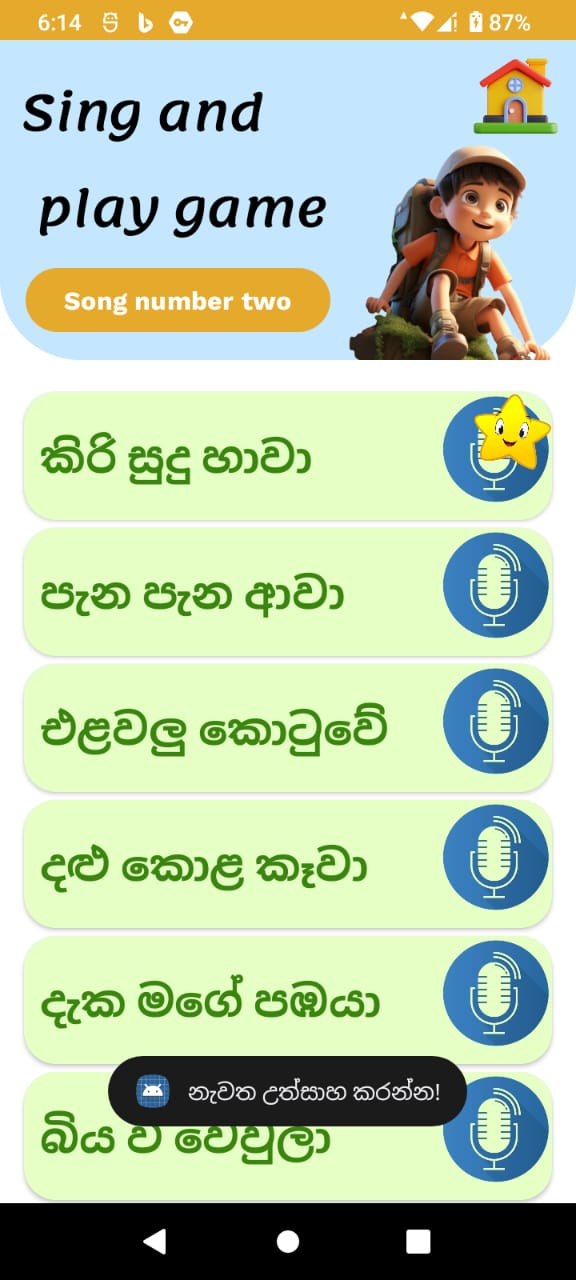 6:14
87%
Sing and
play game
Song number two
කිරි සුදු හාවා
පැන පැන ආවා
එළවලු කොටුවේ
දළු කොළ කෑවා
දැක මගේ පඹයා
නැවත උත්සාහ කරන්න!
බිය වී වෙව්ලා